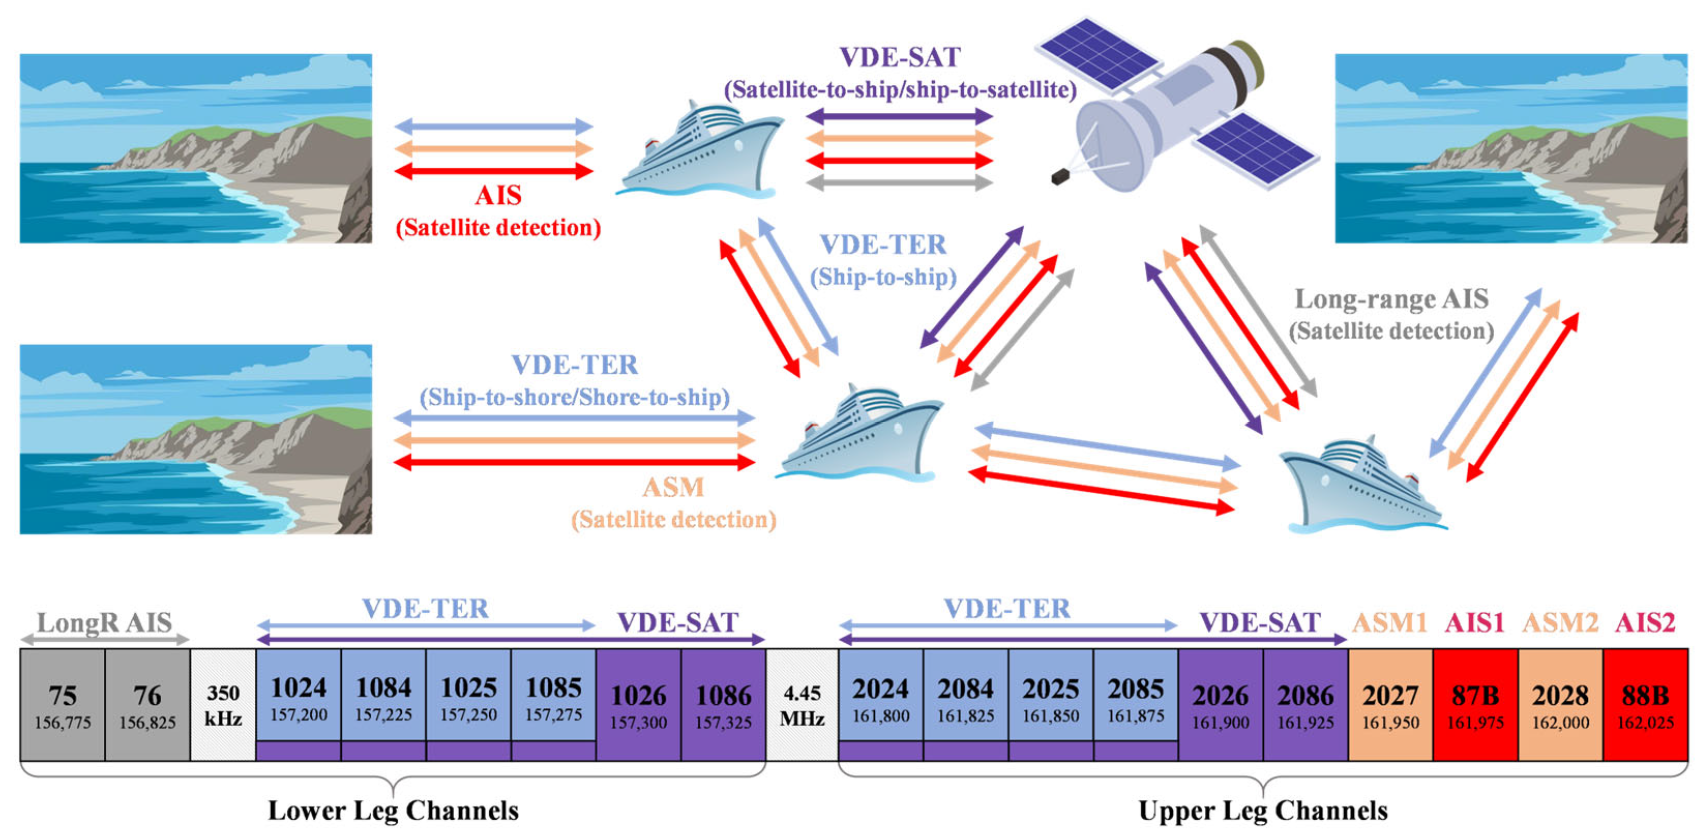 VDE-SAT
(Satellite-to-ship/ship-to-satellite)
AIS
(Satellite detection)
VDE-TER
(Ship-to-ship)
Long-range AIS
(Satellite detection)
VDE-TER
(Ship-to-shore/Shore-to-ship)
ASM
(Satellite detection)
LongR AIS
VDE-TER
VDE-SAT
VDE-TER
VDE-SAT
ASM1
AIS1
ASM2
AIS2
75
156,775
76
156,825
350
kHz
1024
157,200
1084
157,225
1025
157,250
1085
157,275
1026
157,300
1086
157,325
4.45
MHz
2024
161,800
2084
161,825
2025
161,850
2085
161,875
2026
161,900
2086
161,925
2027
161,950
87B
161,975
2028
162,000
88B
162,025
Lower Leg Channels
Upper Leg Channels